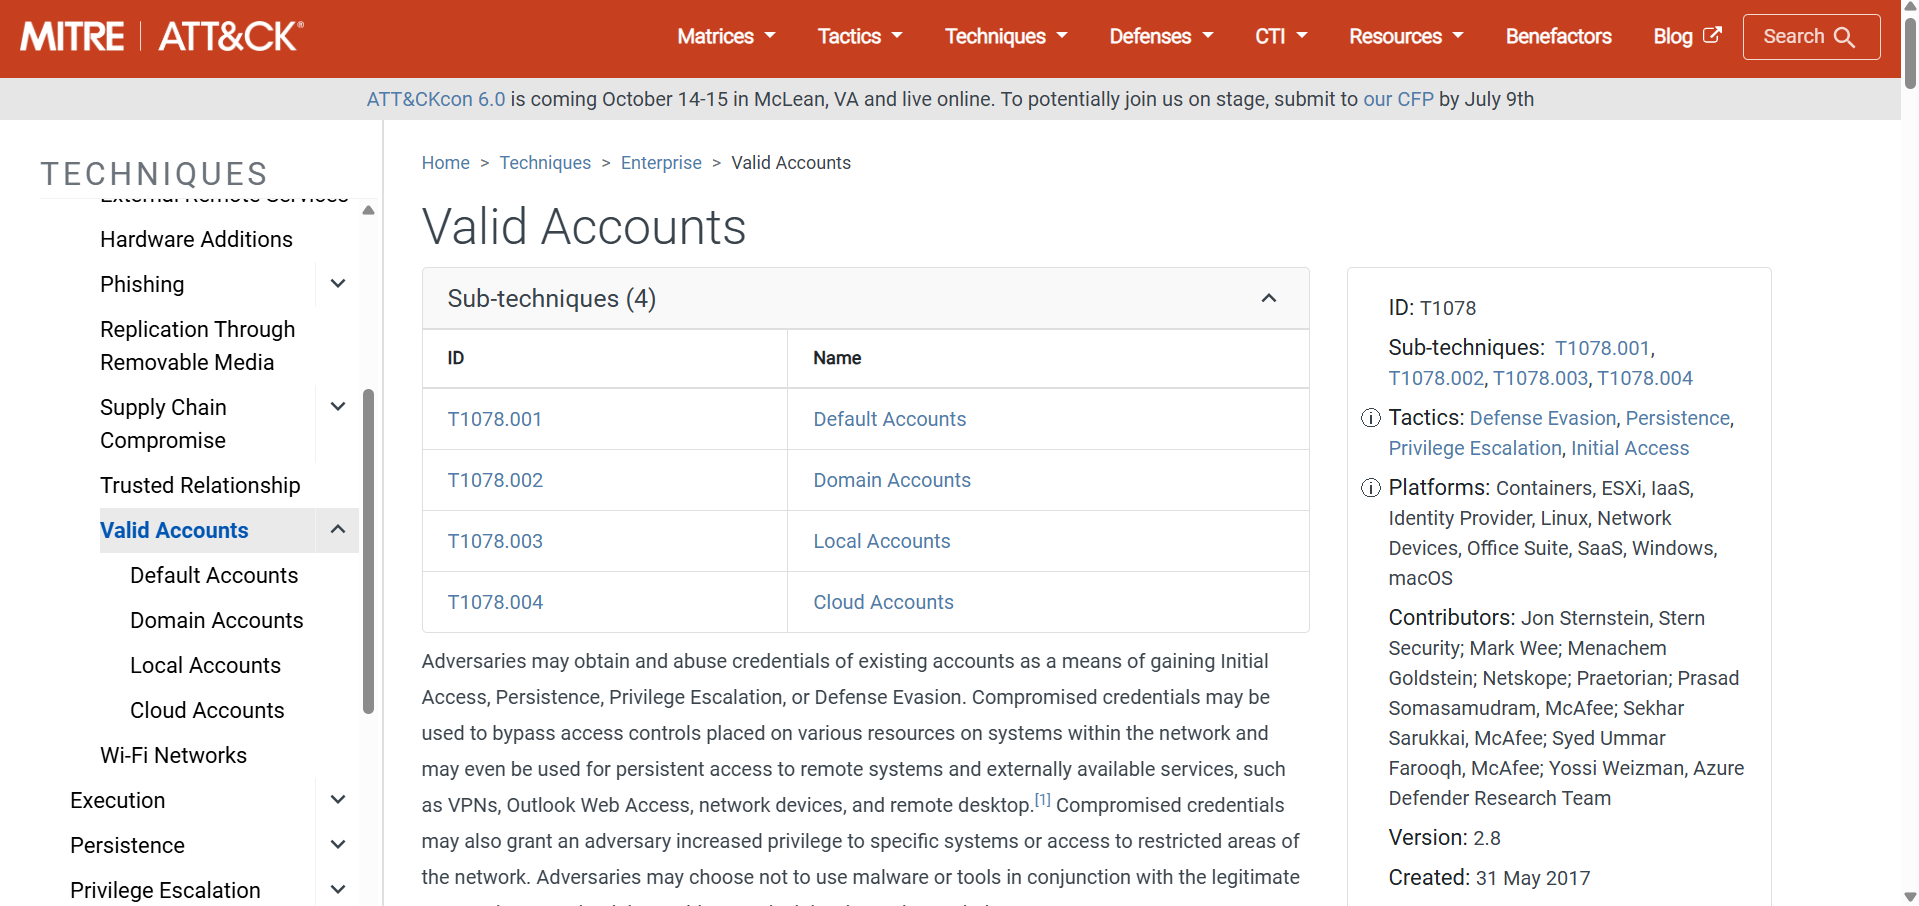 MITRE | ATT&CK®
Matrices
Tactics
Techniques
Defenses
CTI
Resources
Benefactors
Blog
Search
ATT&CKcon 6.0 is coming October 14-15 in McLean, VA and live online. To potentially join us on stage, submit to our CFP by July 9th
TECHNIQUES
External Remote Services
Hardware Additions
Phishing
Replication Through
Removable Media
Supply Chain
Compromise
Trusted Relationship
Valid Accounts
Default Accounts
Domain Accounts
Local Accounts
Cloud Accounts
Wi-Fi Networks
Execution
Persistence
Privilege Escalation
Home > Techniques > Enterprise > Valid Accounts
Valid Accounts
Sub-techniques (4)
ID Name
T1078.001 Default Accounts
T1078.002 Domain Accounts
T1078.003 Local Accounts
T1078.004 Cloud Accounts
Adversaries may obtain and abuse credentials of existing accounts as a means of gaining Initial
Access, Persistence, Privilege Escalation, or Defense Evasion. Compromised credentials may be
used to bypass access controls placed on various resources on systems within the network and
may even be used for persistent access to remote systems and externally available services, such
as VPNs, Outlook Web Access, network devices, and remote desktop.[1] Compromised credentials
may also grant an adversary increased privilege to specific systems or access to restricted areas of
the network. Adversaries may choose not to use malware or tools in conjunction with the legitimate
ID: T1078
Sub-techniques: T1078.001,
T1078.002, T1078.003, T1078.004
Tactics: Defense Evasion, Persistence,
Privilege Escalation, Initial Access
Platforms: Containers, ESXi, IaaS,
Identity Provider, Linux, Network
Devices, Office Suite, SaaS, Windows,
macOS
Contributors: Jon Sternstein, Stern
Security; Mark Wee; Menachem
Goldstein; Netskope; Praetorian; Prasad
Somasamudram, McAfee; Sekhar
Sarukkai, McAfee; Syed Ummar
Farooqh, McAfee; Yossi Weizman, Azure
Defender Research Team
Version: 2.8
Created: 31 May 2017